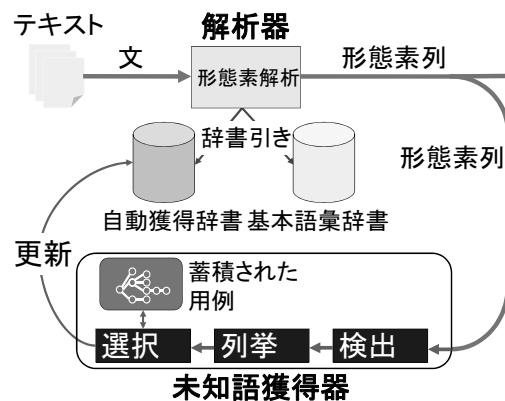 テキスト
解析器
文
形態素解析
形態素列
辞書引き
形態素列
自動獲得辞書
基本語彙辞書
更新
蓄積された
用例
選択
列挙
検出
未知語獲得器